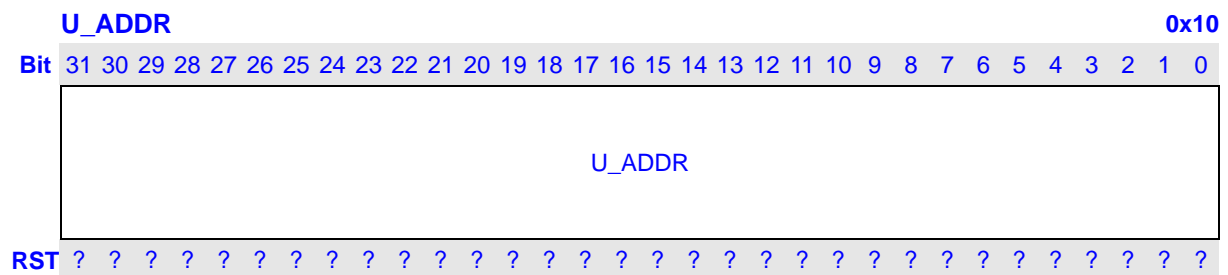 U_ADDR 0x10
Bit 31 30 29 28 27 26 25 24 23 22 21 20 19 18 17 16 15 14 13 12 11 10 9 8 7 6 5 4 3 2 1 0
U_ADDR
RST ? ? ? ? ? ? ? ? ? ? ? ? ? ? ? ? ? ? ? ? ? ? ? ? ? ? ? ? ? ? ? ?